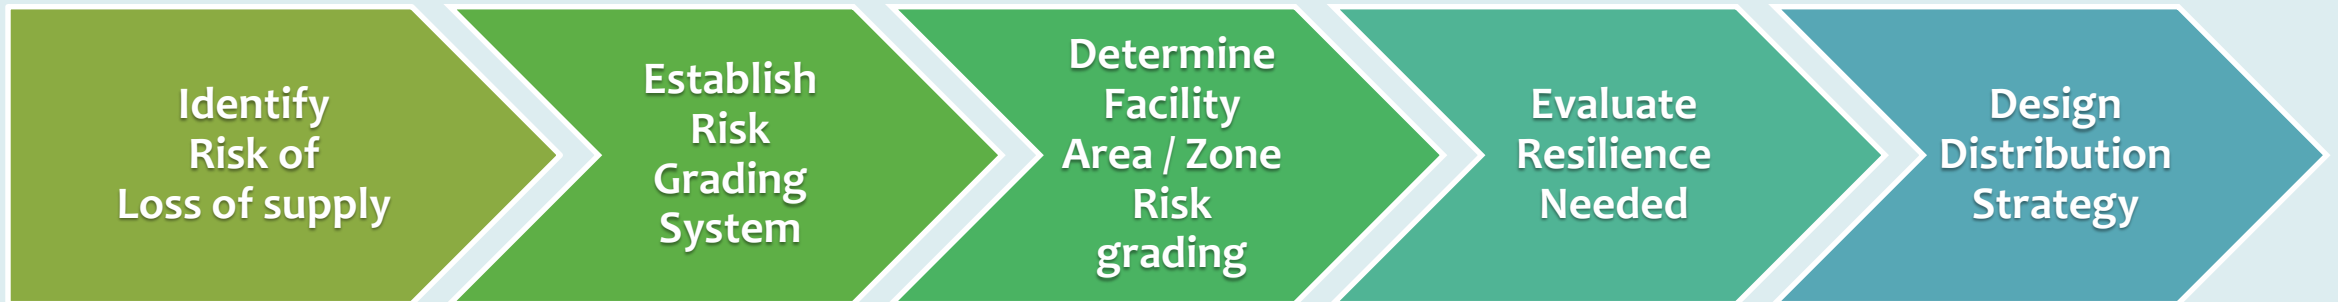 Identify
Risk of
Loss of supply
Establish
Risk
Grading
System
Determine
Facility
Area / Zone
Risk
grading
Evaluate
Resilience
Needed
Design
Distribution
Strategy